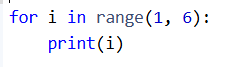 for i in range(1, 6):
    print(i)